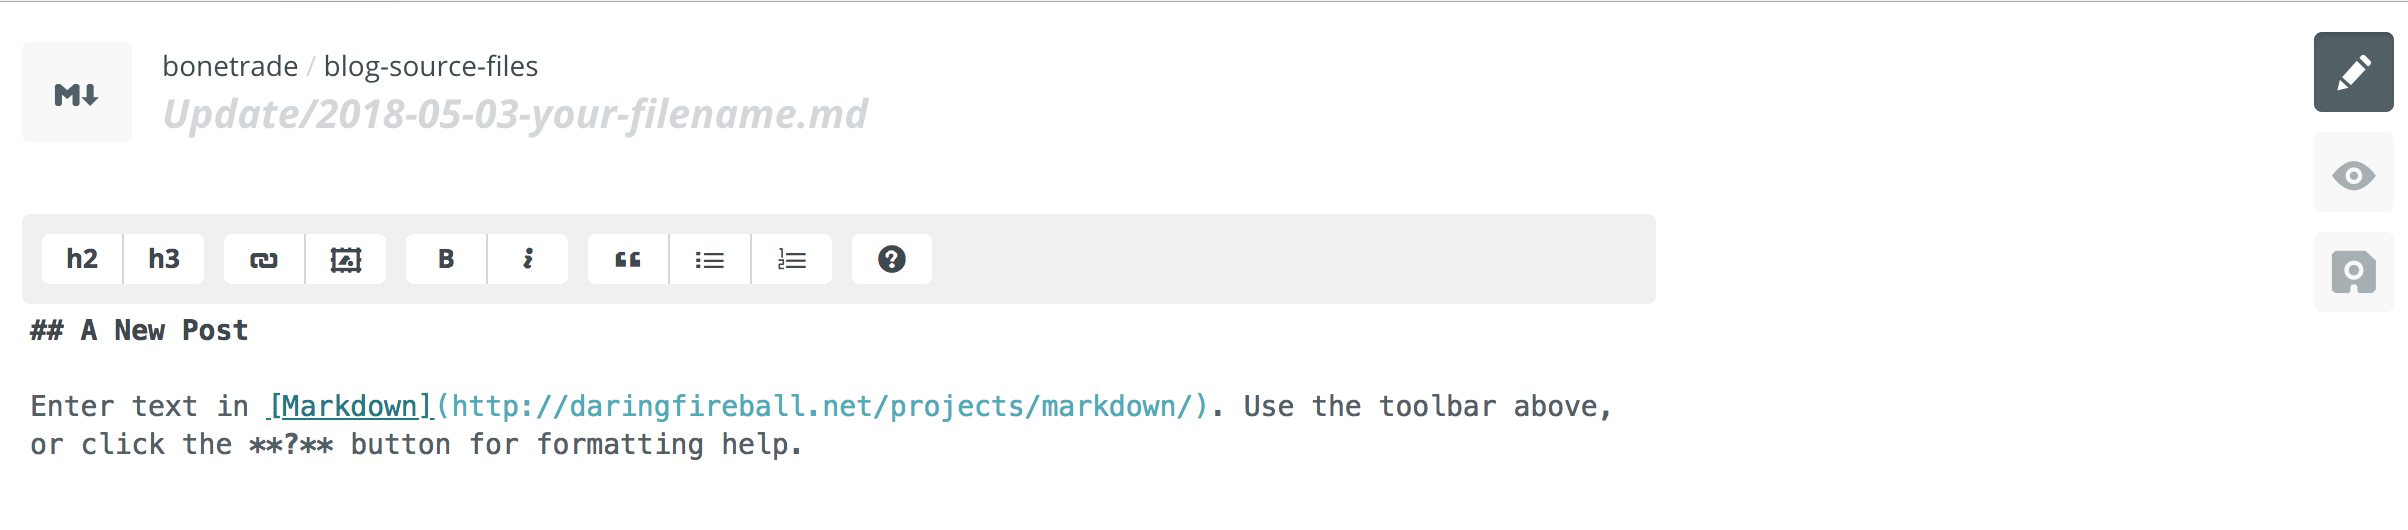 M↓
bonetrade / blog-source-files
Update/2018-05-03-your-filename.md
h2 h3 B i “ ?
## A New Post
Enter text in [Markdown](http://daringfireball.net/projects/markdown/). Use the toolbar above,
or click the **?** button for formatting help.